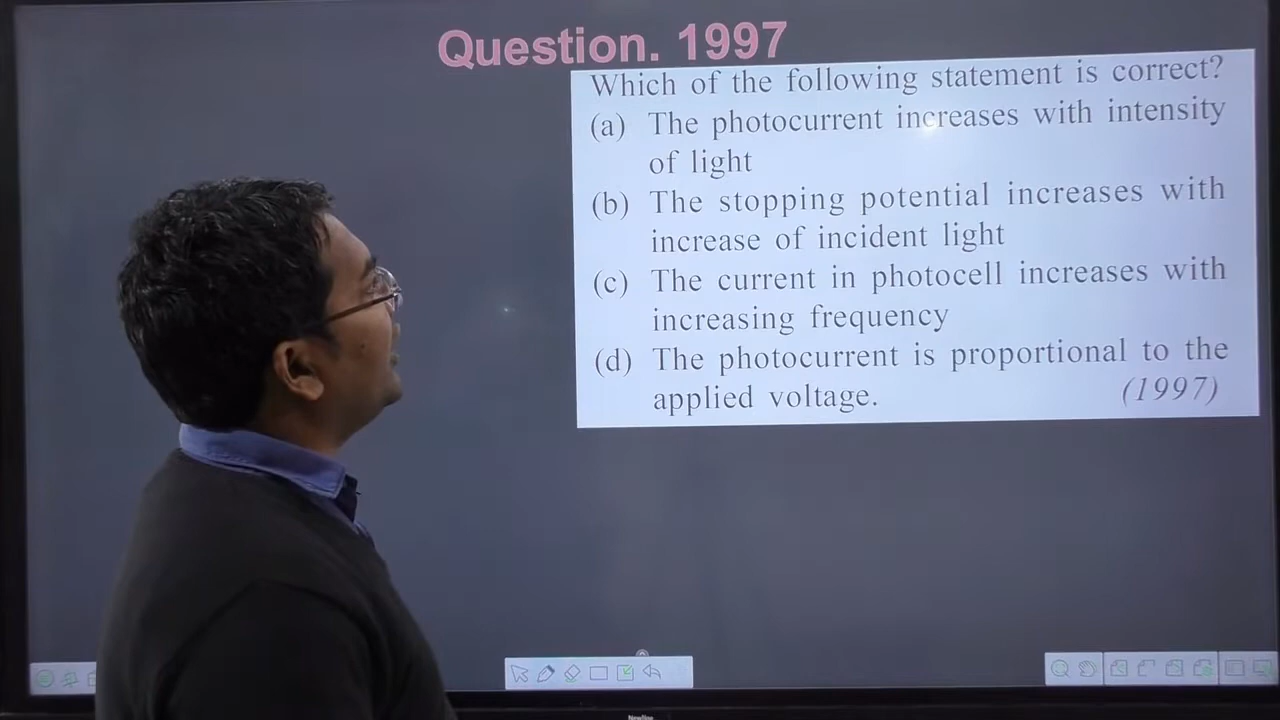 Question. 1997
Which of the following statement is correct?
(a) The photocurrent increases with intensity
of light
(b) The stopping potential increases with
increase of incident light
(c) The current in photocell increases with
increasing frequency
(d) The photocurrent is proportional to the
applied voltage. (1997)
Newline